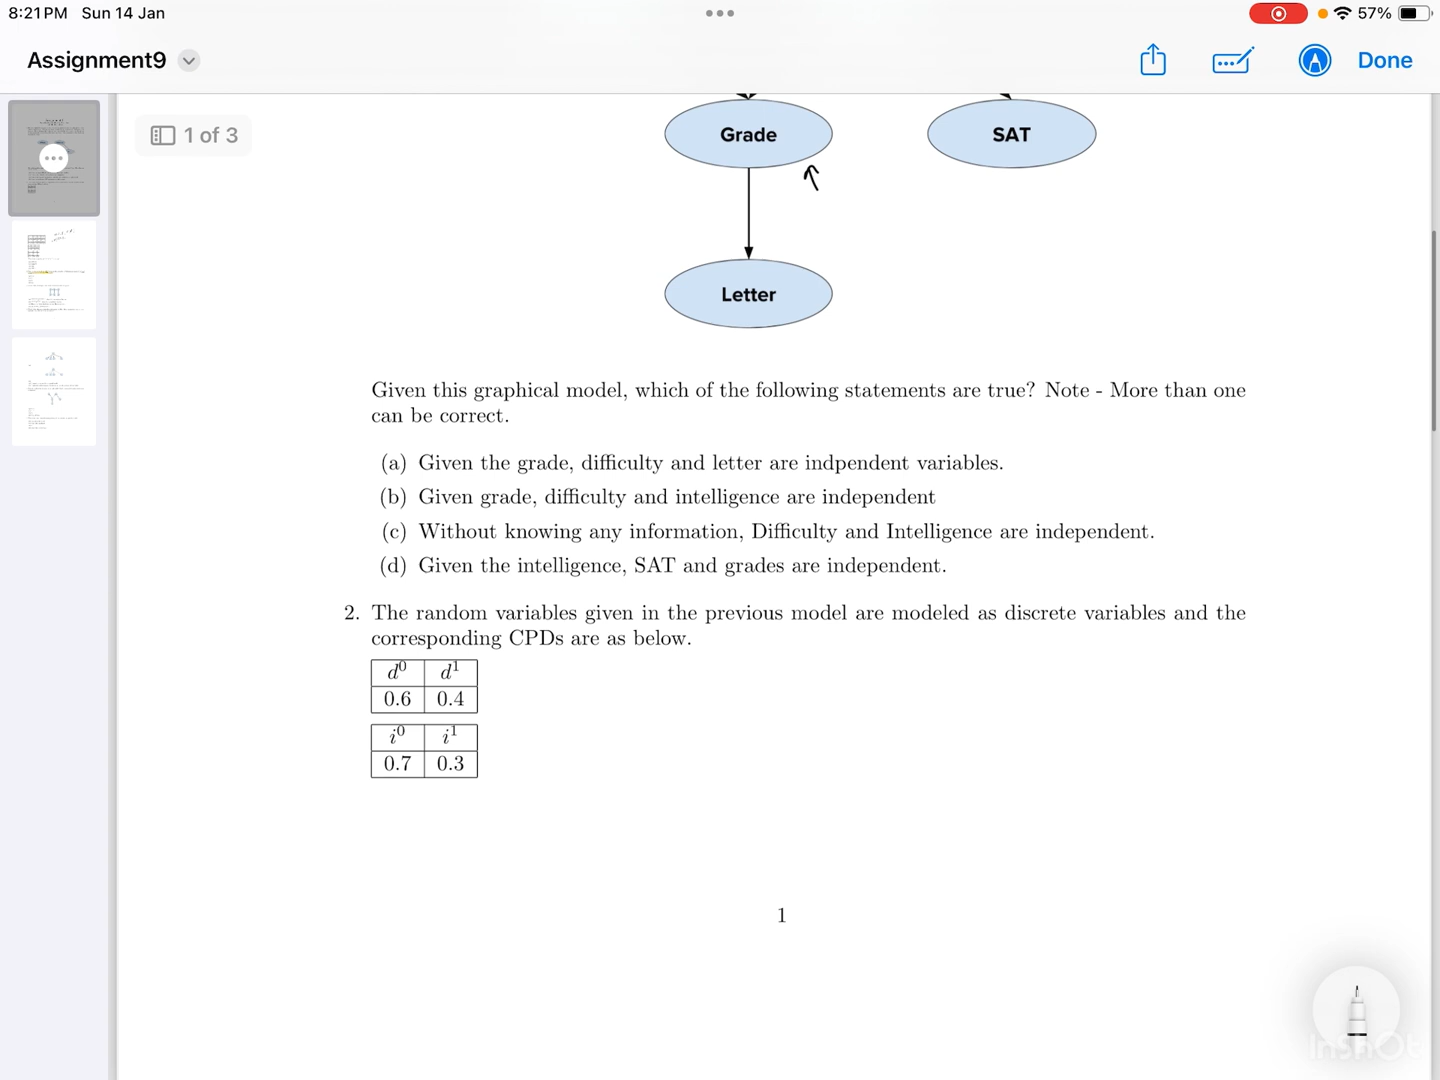 8:21 PM Sun 14 Jan
57%
Assignment9
Done
1 of 3
Grade
SAT
Letter
Given this graphical model, which of the following statements are true? Note - More than one
can be correct.
(a) Given the grade, difficulty and letter are indpendent variables.
(b) Given grade, difficulty and intelligence are independent
(c) Without knowing any information, Difficulty and Intelligence are independent.
(d) Given the intelligence, SAT and grades are independent.
2. The random variables given in the previous model are modeled as discrete variables and the
corresponding CPDs are as below.
d⁰ d¹
0.6 0.4
i⁰ i¹
0.7 0.3
1
InShOt